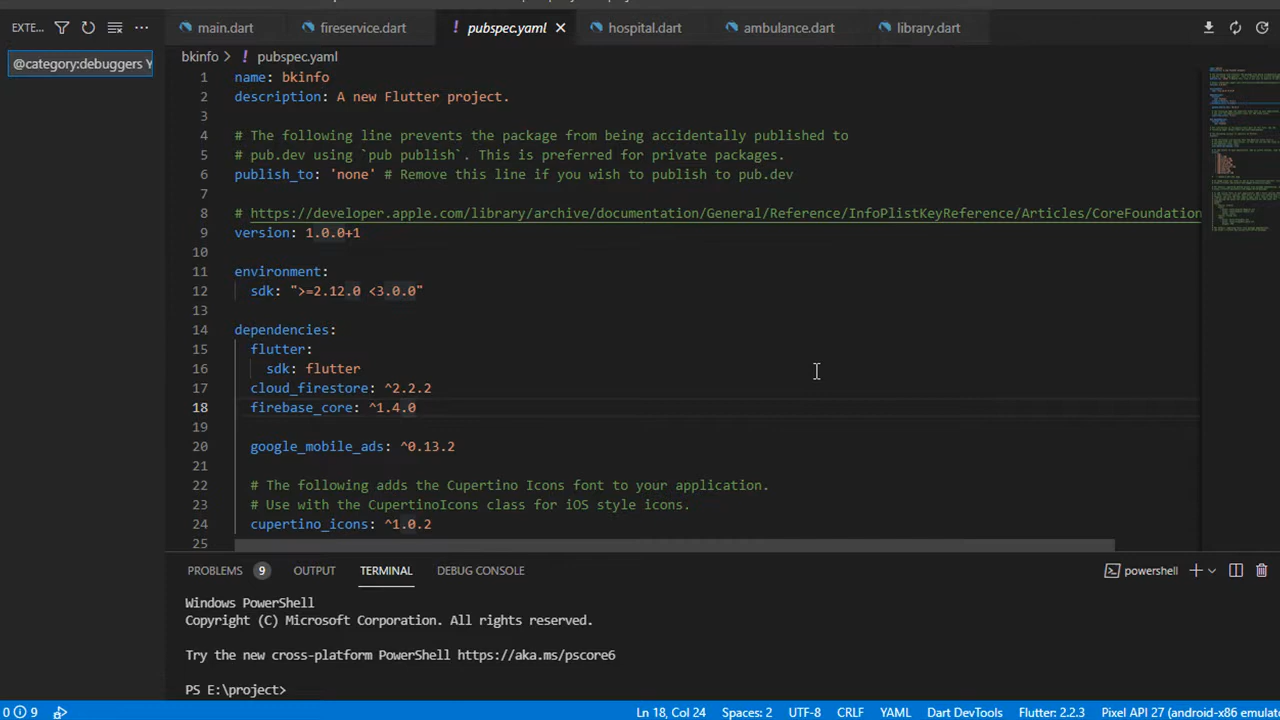 EXTE...
main.dart
fireservice.dart
! pubspec.yaml
hospital.dart
ambulance.dart
library.dart
@category:debuggers Y
bkinfo > ! pubspec.yaml
1 name: bkinfo
2 description: A new Flutter project.
3
4 # The following line prevents the package from being accidentally published to
5 # pub.dev using `pub publish`. This is preferred for private packages.
6 publish_to: 'none' # Remove this line if you wish to publish to pub.dev
7
8 # https://developer.apple.com/library/archive/documentation/General/Reference/InfoPlistKeyReference/Articles/CoreFoundation
9 version: 1.0.0+1
10
11 environment:
12 sdk: ">=2.12.0 <3.0.0"
13
14 dependencies:
15 flutter:
16 sdk: flutter
17 cloud_firestore: ^2.2.2
18 firebase_core: ^1.4.0
19
20 google_mobile_ads: ^0.13.2
21
22 # The following adds the Cupertino Icons font to your application.
23 # Use with the CupertinoIcons class for iOS style icons.
24 cupertino_icons: ^1.0.2
25
PROBLEMS 9 OUTPUT TERMINAL DEBUG CONSOLE powershell
Windows PowerShell
Copyright (C) Microsoft Corporation. All rights reserved.
Try the new cross-platform PowerShell https://aka.ms/pscore6
PS E:\project>
0 9 Ln 18, Col 24 Spaces: 2 UTF-8 CRLF YAML Dart DevTools Flutter: 2.2.3 Pixel API 27 (android-x86 emulat